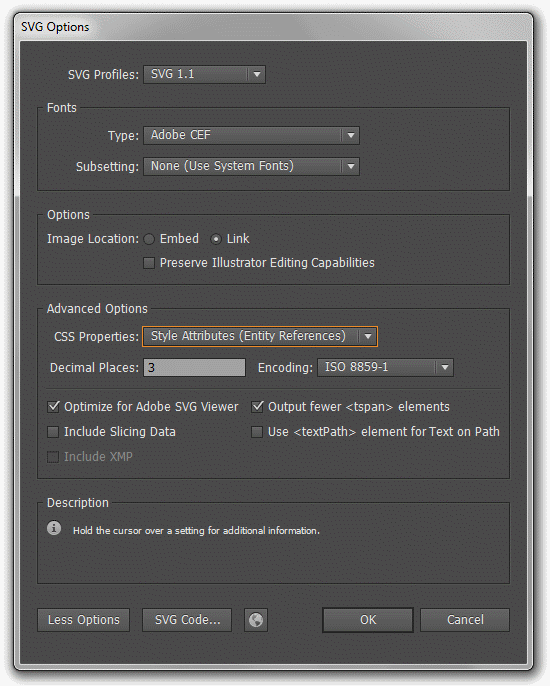 SVG Options
SVG Profiles: SVG 1.1
Fonts
Type: Adobe CEF
Subsetting: None (Use System Fonts)
Options
Image Location: Embed Link
Preserve Illustrator Editing Capabilities
Advanced Options
CSS Properties: Style Attributes (Entity References)
Decimal Places: 3 Encoding: ISO 8859-1
Optimize for Adobe SVG Viewer Output fewer <tspan> elements
Include Slicing Data Use <textPath> element for Text on Path
Include XMP
Description
Hold the cursor over a setting for additional information.
Less Options SVG Code... OK Cancel